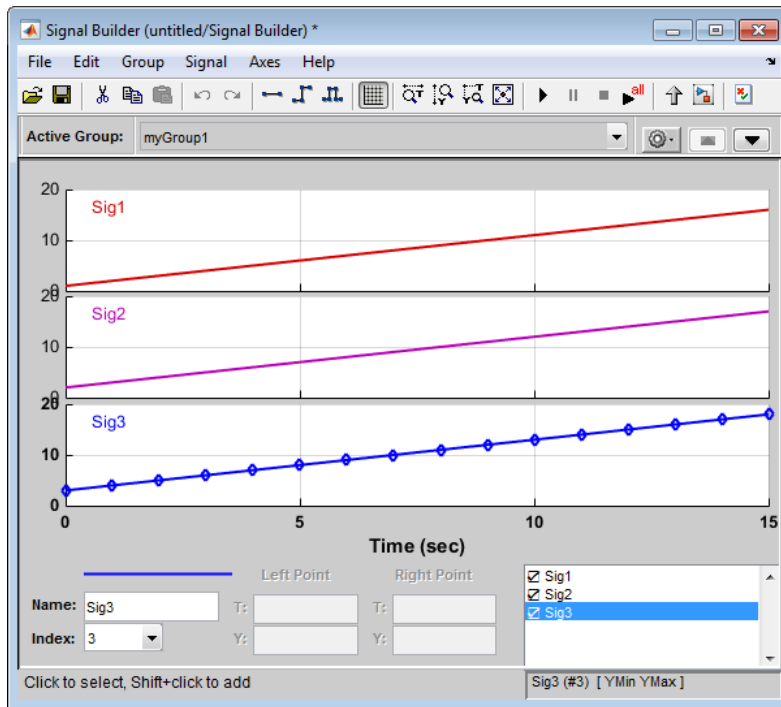 Signal Builder (untitled/Signal Builder) *
File Edit Group Signal Axes Help
all
Active Group: myGroup1
20
Sig1
10
0
20
Sig2
10
0
20
Sig3
10
0
0 5 10 15
Time (sec)
Left Point Right Point
Name: Sig3 T: T:
Index: 3 Y: Y:
Sig1
Sig2
Sig3
Click to select, Shift+click to add
Sig3 (#3) [ YMin YMax ]